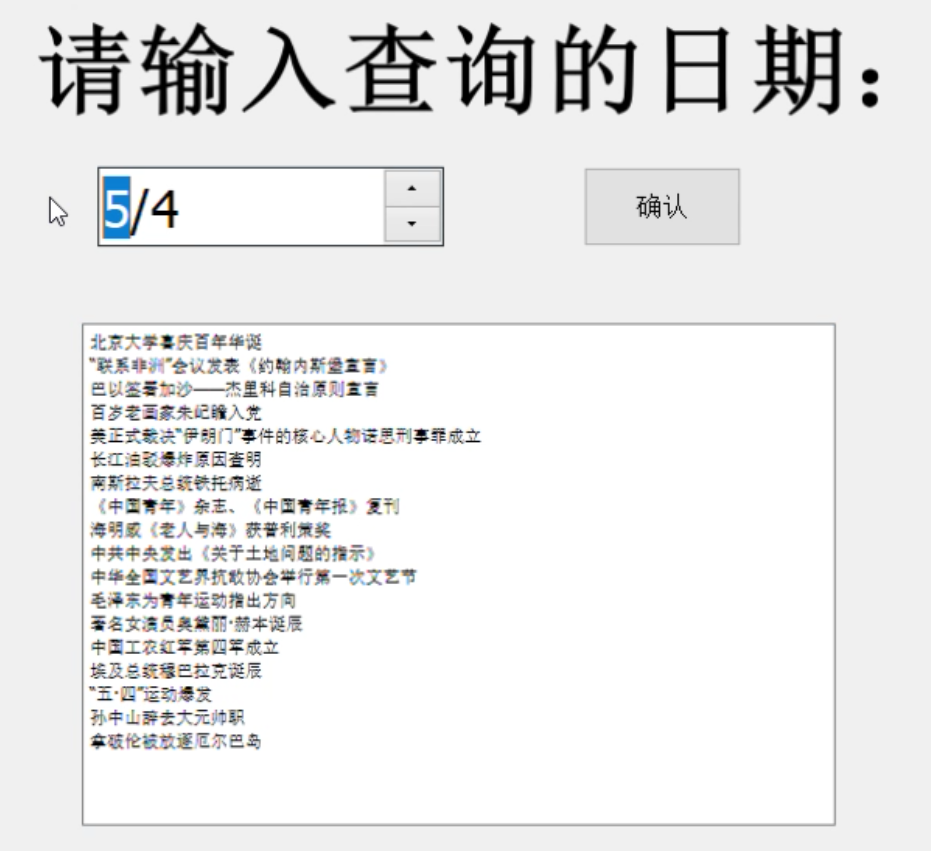 请输入查询的日期：
5/4
确认
北京大学喜庆百年华诞
“联系非洲”会议发表《约翰内斯堡宣言》
巴以签署加沙——杰里科自治原则宣言
百岁老画家朱屺瞻入党
美正式裁决“伊朗门”事件的核心人物诺思刑事罪成立
长江油驳爆炸原因查明
南斯拉夫总统铁托病逝
《中国青年》杂志、《中国青年报》复刊
海明威《老人与海》获普利策奖
中共中央发出《关于土地问题的指示》
中华全国文艺界抗敌协会举行第一次文艺节
毛泽东为青年运动指出方向
著名女演员奥黛丽·赫本诞辰
中国工农红军第四军成立
埃及总统穆巴拉克诞辰
“五·四”运动爆发
孙中山辞去大元帅职
拿破伦被放逐厄尔巴岛